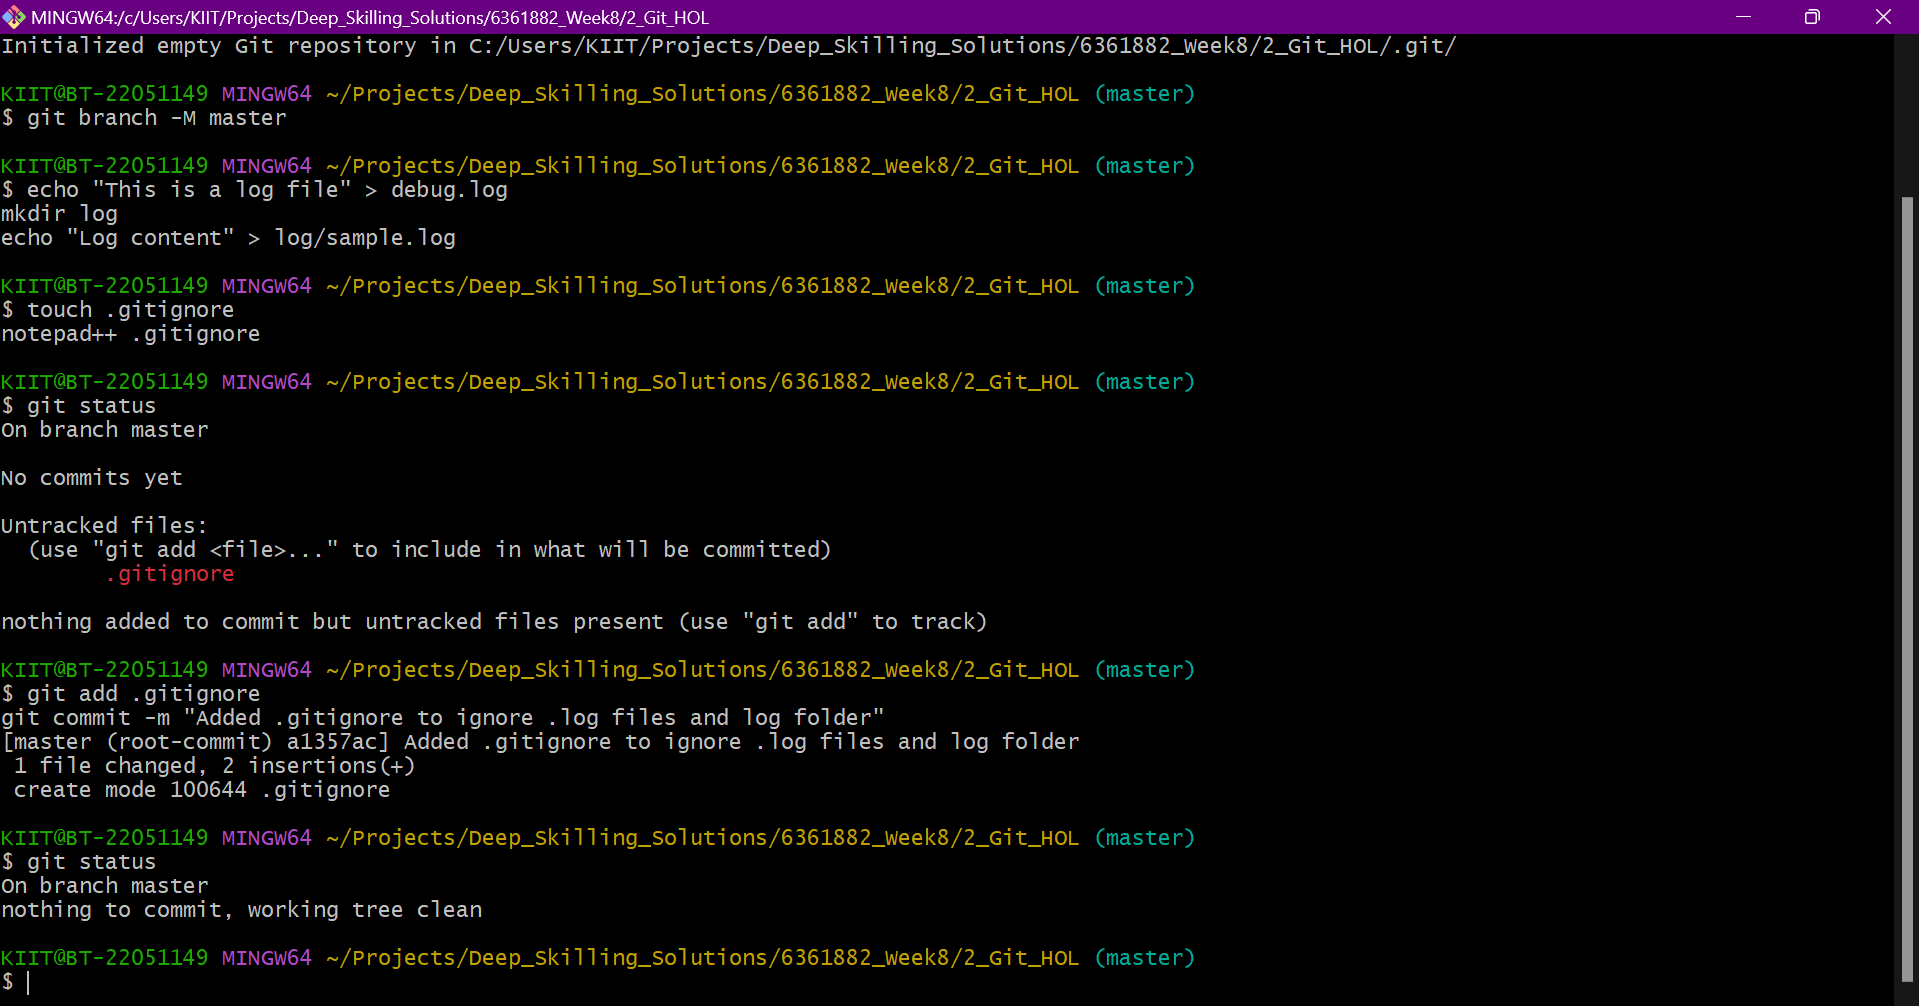 MINGW64:/c/Users/KIIT/Projects/Deep_Skilling_Solutions/6361882_Week8/2_Git_HOL
Initialized empty Git repository in C:/Users/KIIT/Projects/Deep_Skilling_Solutions/6361882_Week8/2_Git_HOL/.git/
KIIT@BT-22051149 MINGW64 ~/Projects/Deep_Skilling_Solutions/6361882_Week8/2_Git_HOL (master)
$ git branch -M master
KIIT@BT-22051149 MINGW64 ~/Projects/Deep_Skilling_Solutions/6361882_Week8/2_Git_HOL (master)
$ echo "This is a log file" > debug.log
mkdir log
echo "Log content" > log/sample.log
KIIT@BT-22051149 MINGW64 ~/Projects/Deep_Skilling_Solutions/6361882_Week8/2_Git_HOL (master)
$ touch .gitignore
notepad++ .gitignore
KIIT@BT-22051149 MINGW64 ~/Projects/Deep_Skilling_Solutions/6361882_Week8/2_Git_HOL (master)
$ git status
On branch master
No commits yet
Untracked files:
  (use "git add <file>..." to include in what will be committed)
        .gitignore
nothing added to commit but untracked files present (use "git add" to track)
KIIT@BT-22051149 MINGW64 ~/Projects/Deep_Skilling_Solutions/6361882_Week8/2_Git_HOL (master)
$ git add .gitignore
git commit -m "Added .gitignore to ignore .log files and log folder"
[master (root-commit) a1357ac] Added .gitignore to ignore .log files and log folder
 1 file changed, 2 insertions(+)
 create mode 100644 .gitignore
KIIT@BT-22051149 MINGW64 ~/Projects/Deep_Skilling_Solutions/6361882_Week8/2_Git_HOL (master)
$ git status
On branch master
nothing to commit, working tree clean
KIIT@BT-22051149 MINGW64 ~/Projects/Deep_Skilling_Solutions/6361882_Week8/2_Git_HOL (master)
$